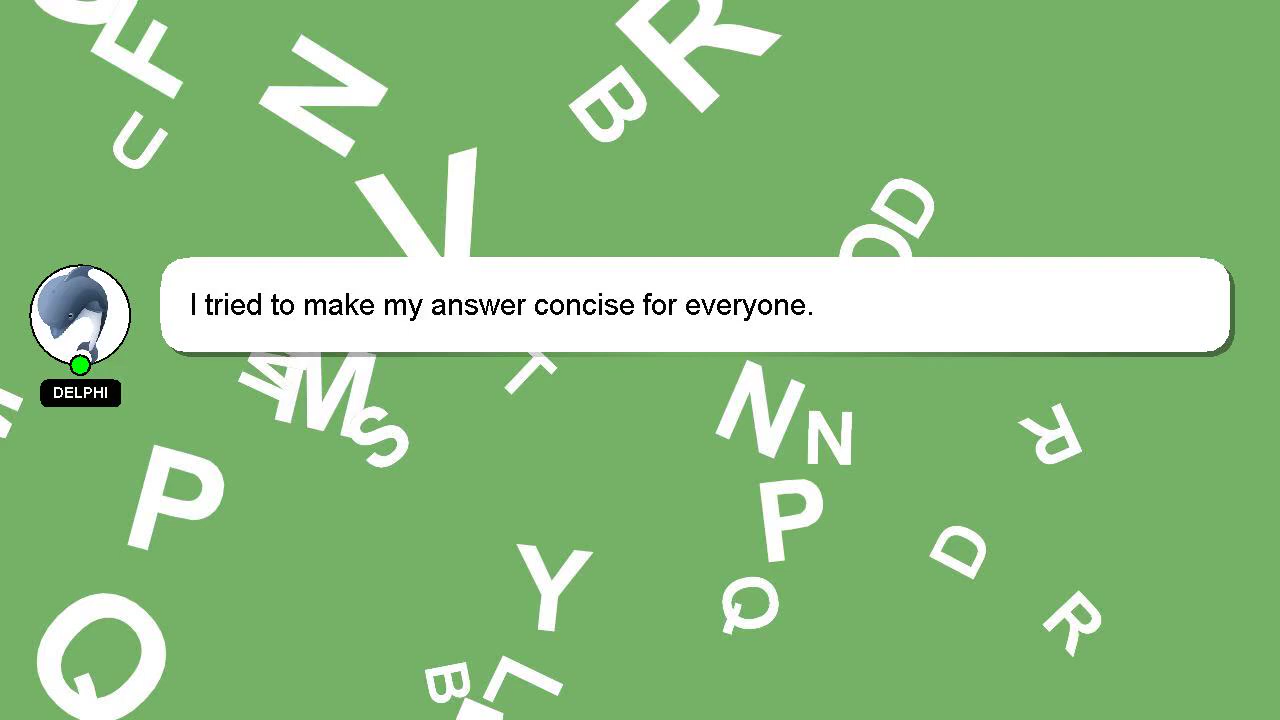 I tried to make my answer concise for everyone.
DELPHI
F
U
N
V
B
R
D
O
M
M
S
T
N
N
R
P
P
Y
Q
D
R
Q
B
L